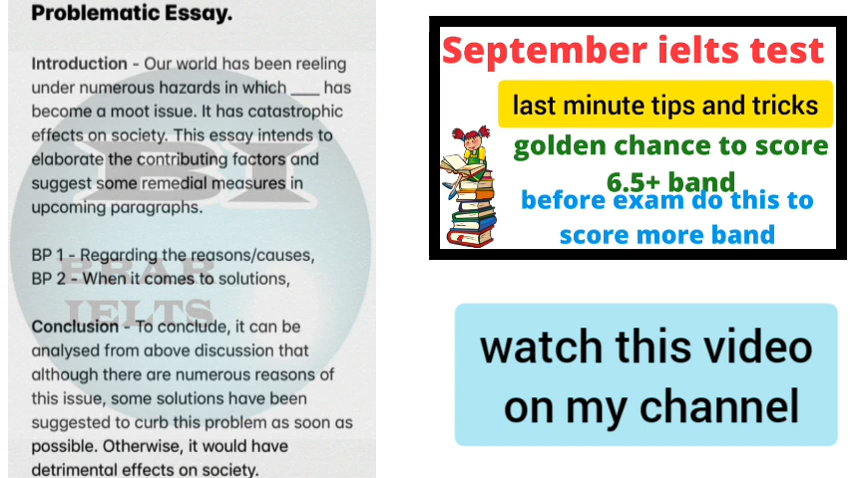 Problematic Essay.
Introduction - Our world has been reeling
under numerous hazards in which ___ has
become a moot issue. It has catastrophic
effects on society. This essay intends to
elaborate the contributing factors and
suggest some remedial measures in
upcoming paragraphs.
BP 1 - Regarding the reasons/causes,
BP 2 - When it comes to solutions,
Conclusion - To conclude, it can be
analysed from above discussion that
although there are numerous reasons of
this issue, some solutions have been
suggested to curb this problem as soon as
possible. Otherwise, it would have
detrimental effects on society.
BI
BRAR
IELTS
September ielts test
last minute tips and tricks
golden chance to score
6.5+ band
before exam do this to
score more band
watch this video
on my channel